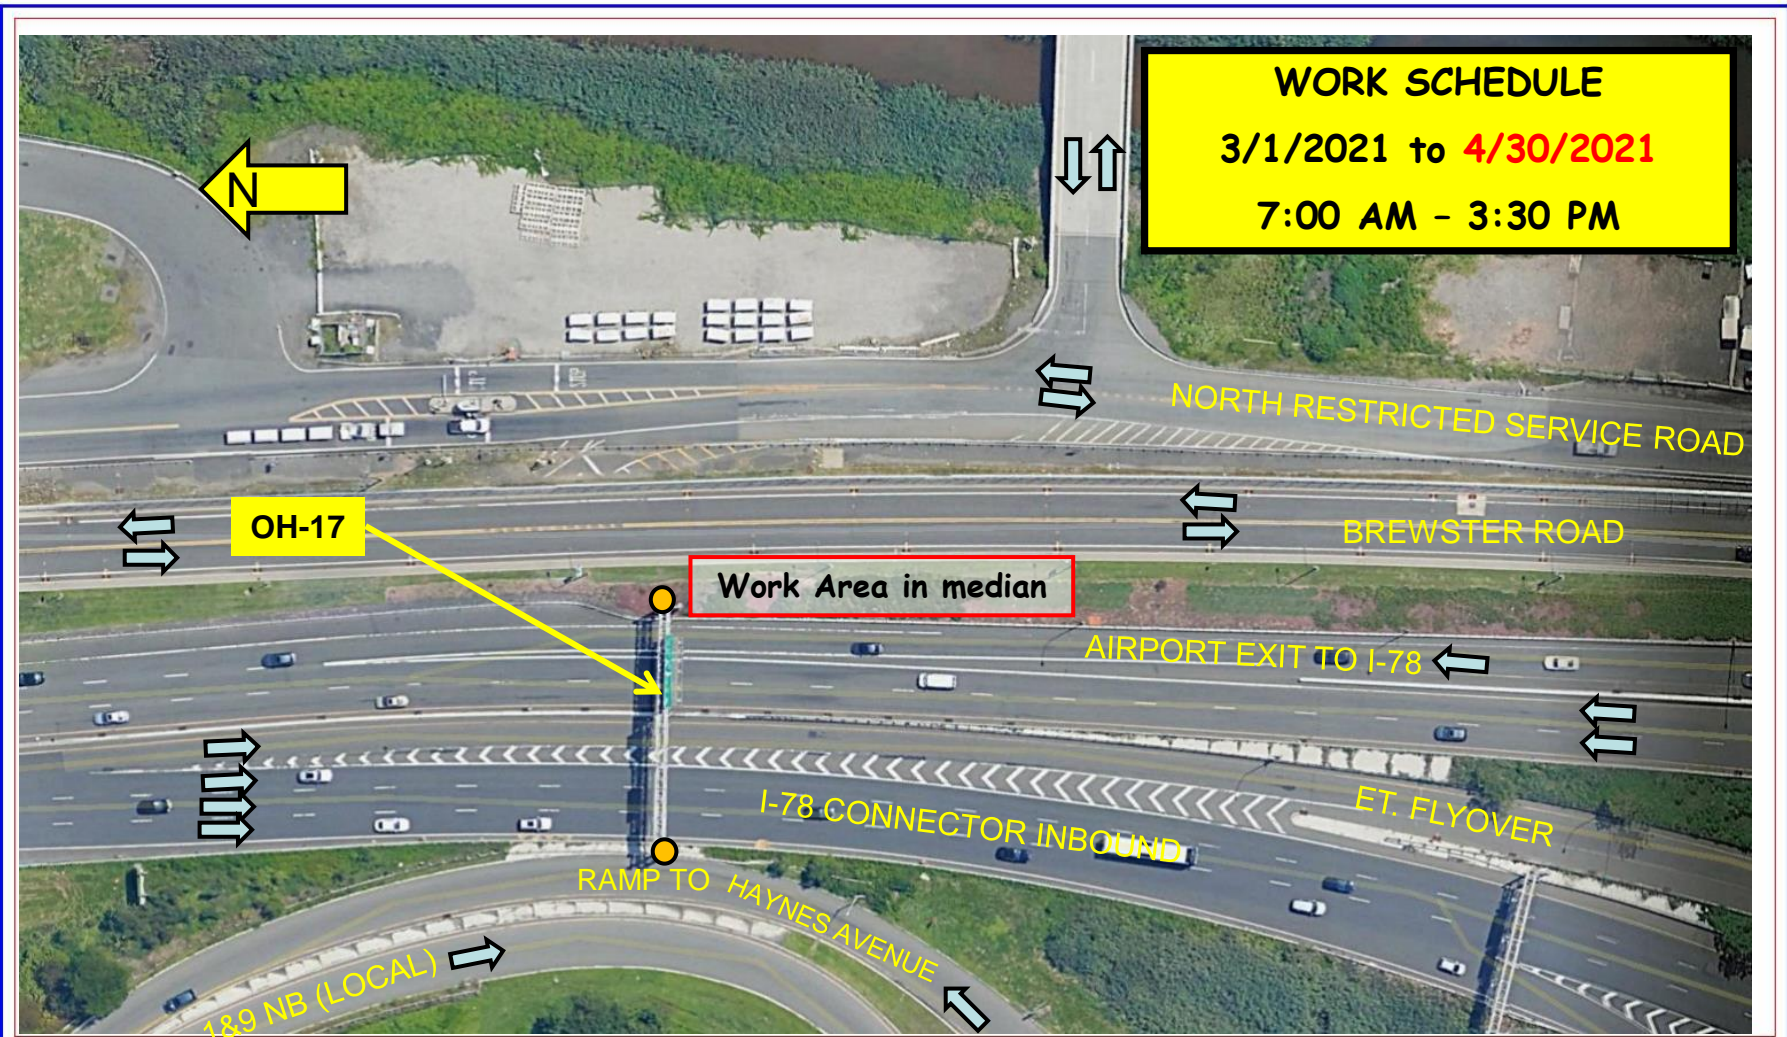 WORK SCHEDULE
3/1/2021 to 4/30/2021
7:00 AM – 3:30 PM
N
NORTH RESTRICTED SERVICE ROAD
OH-17
BREWSTER ROAD
Work Area in median
AIRPORT EXIT TO I-78
I-78 CONNECTOR INBOUND
ET. FLYOVER
RAMP TO HAYNES AVENUE
1&9 NB (LOCAL)